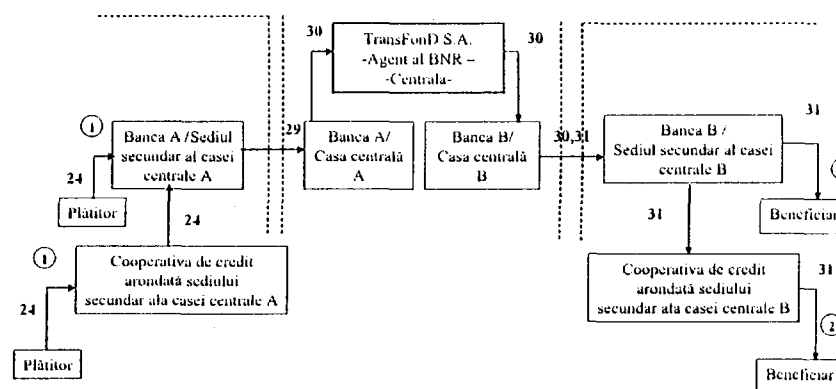 30
TransFonD S.A.
-Agent al BNR –
-Centrala-
30
1
Banca A /Sediul
secundar al casei
centrale A
29
Banca A/
Casa centrală
A
Banca B/
Casa centrală
B
30,31
Banca B /
Sediul secundar al casei
centrale B
31
24
Plătitor
24
31
Beneficiar
1
Cooperativa de credit
arondată sediului
secundar ala casei centrale A
24
Plătitor
Cooperativa de credit
arondată sediului
secundar ala casei centrale B
31
2
Beneficiar